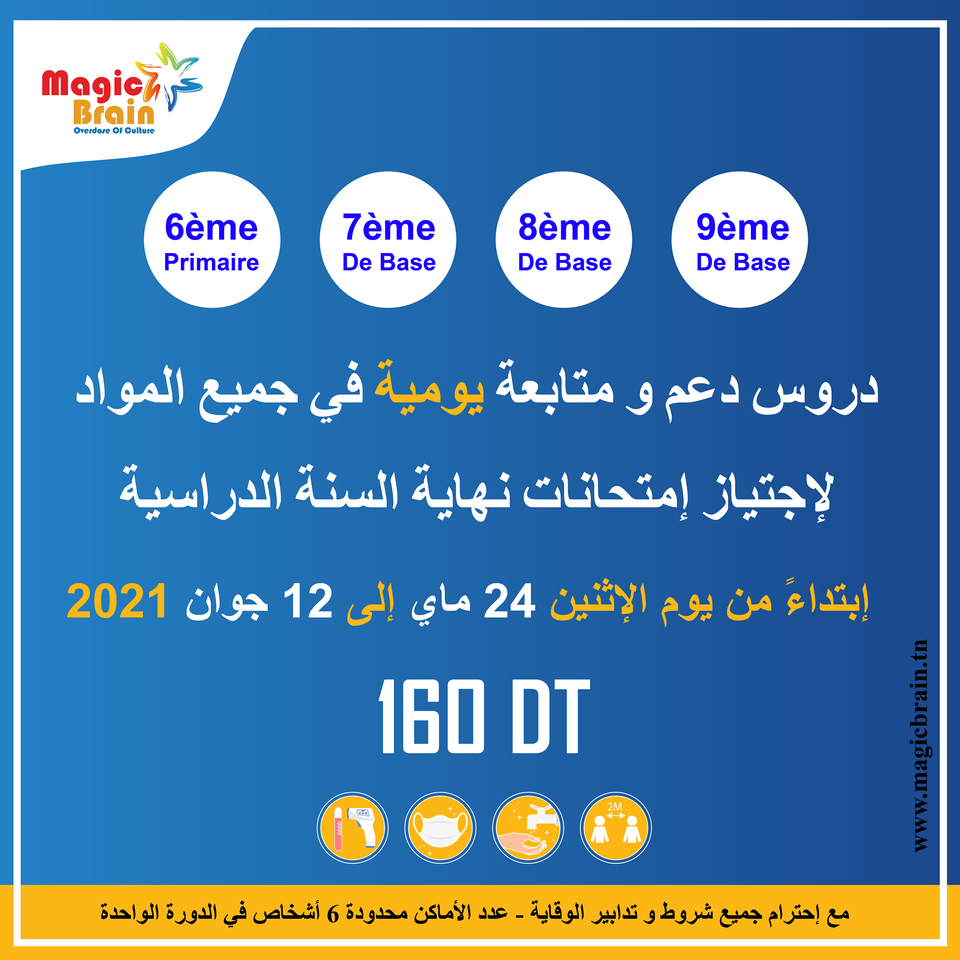 Magic
Brain
Overdose Of Culture
6ème
Primaire
7ème
De Base
8ème
De Base
9ème
De Base
دروس دعم و متابعة يومية في جميع المواد
لإجتياز إمتحانات نهاية السنة الدراسية
إبتداءً من يوم الإثنين 24 ماي إلى 12 جوان 2021
160 DT
2M
www.magicbrain.tn
مع إحترام جميع شروط و تدابير الوقاية - عدد الأماكن محدودة 6 أشخاص في الدورة الواحدة